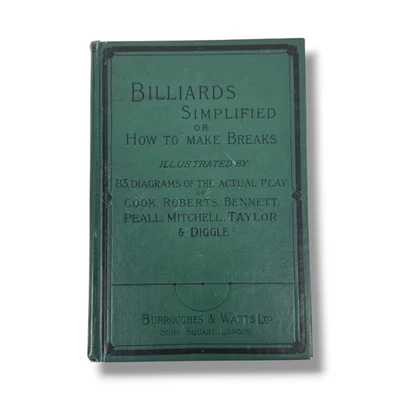 BILLIARDS
SIMPLIFIED
OR
HOW TO MAKE BREAKS
ILLUSTRATED BY
83 DIAGRAMS OF THE ACTUAL PLAY
OF
COOK, ROBERTS, BENNETT,
PEALL, MITCHELL, TAYLOR
& DIGGLE
BURROUGHES & WATTS LTD
SOHO SQUARE LONDON